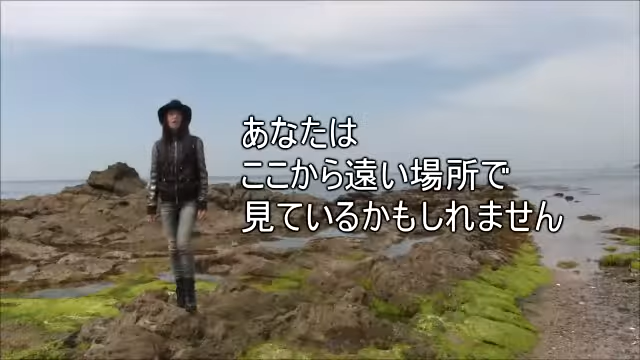 あなたは
ここから遠い場所で
見ているかもしれません